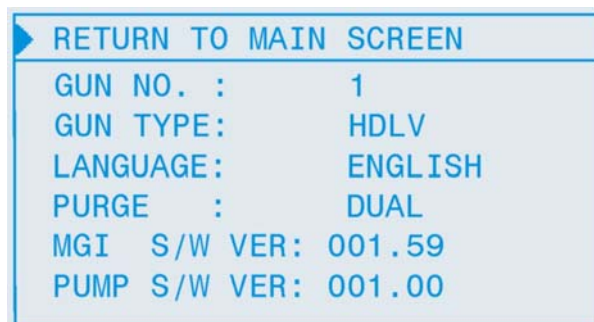 RETURN TO MAIN SCREEN
GUN NO. : 1
GUN TYPE: HDLV
LANGUAGE: ENGLISH
PURGE : DUAL
MGI S/W VER: 001.59
PUMP S/W VER: 001.00